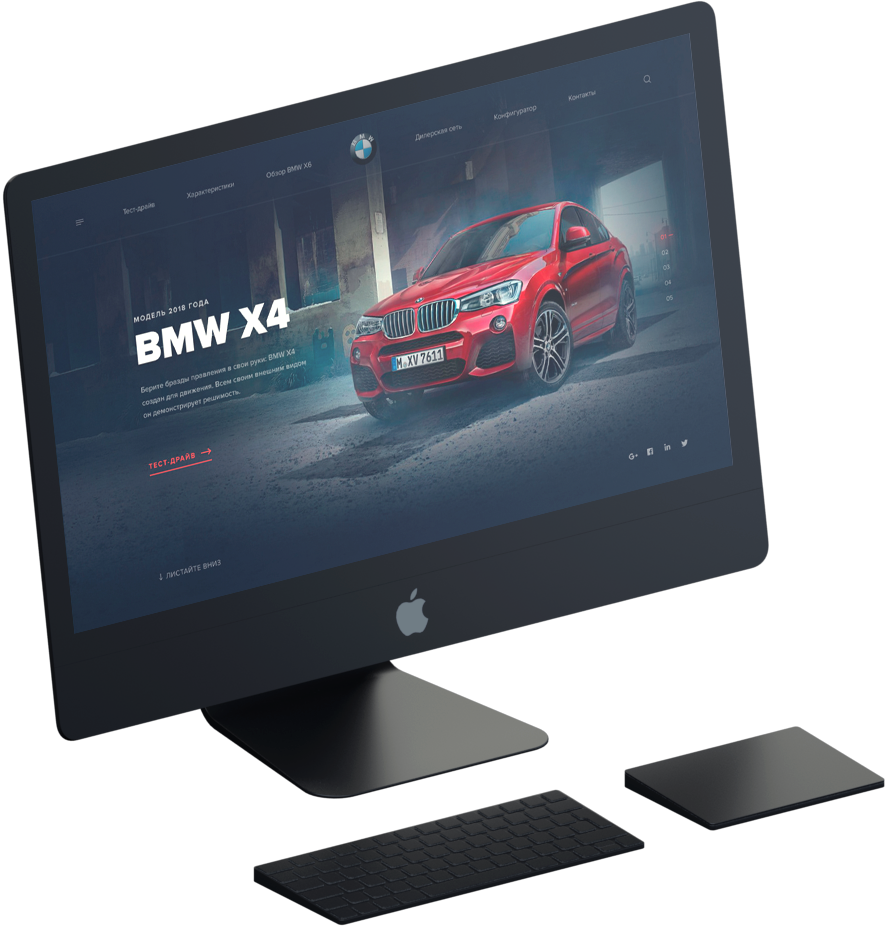 Тест-драйв
Характеристики
Обзор BMW X6
BMW
Дилерская сеть
Конфигуратор
Контакты
МОДЕЛЬ 2018 ГОДА
BMW X4
Берите бразды правления в свои руки: BMW X4
создан для движения. Всем своим внешнем видом
он демонстрирует решимость.
ТЕСТ-ДРАЙВ →
M XV 7611
02
03
04
05
G+ in
↓ ЛИСТАЙТЕ ВНИЗ